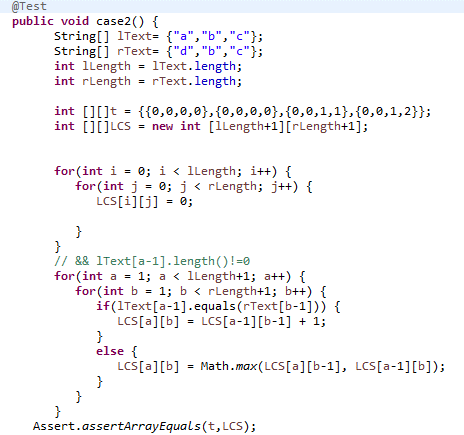 @Test
public void case2() {
String[] lText= {"a","b","c"};
String[] rText= {"d","b","c"};
int lLength = lText.length;
int rLength = rText.length;
int [][]t = {{0,0,0,0},{0,0,0,0},{0,0,1,1},{0,0,1,2}};
int [][]LCS = new int [lLength+1][rLength+1];
for(int i = 0; i < lLength; i++) {
for(int j = 0; j < rLength; j++) {
LCS[i][j] = 0;
}
}
// && lText[a-1].length()!=0
for(int a = 1; a < lLength+1; a++) {
for(int b = 1; b < rLength+1; b++) {
if(lText[a-1].equals(rText[b-1])) {
LCS[a][b] = LCS[a-1][b-1] + 1;
}
else {
LCS[a][b] = Math.max(LCS[a][b-1], LCS[a-1][b]);
}
}
}
Assert.assertArrayEquals(t,LCS);